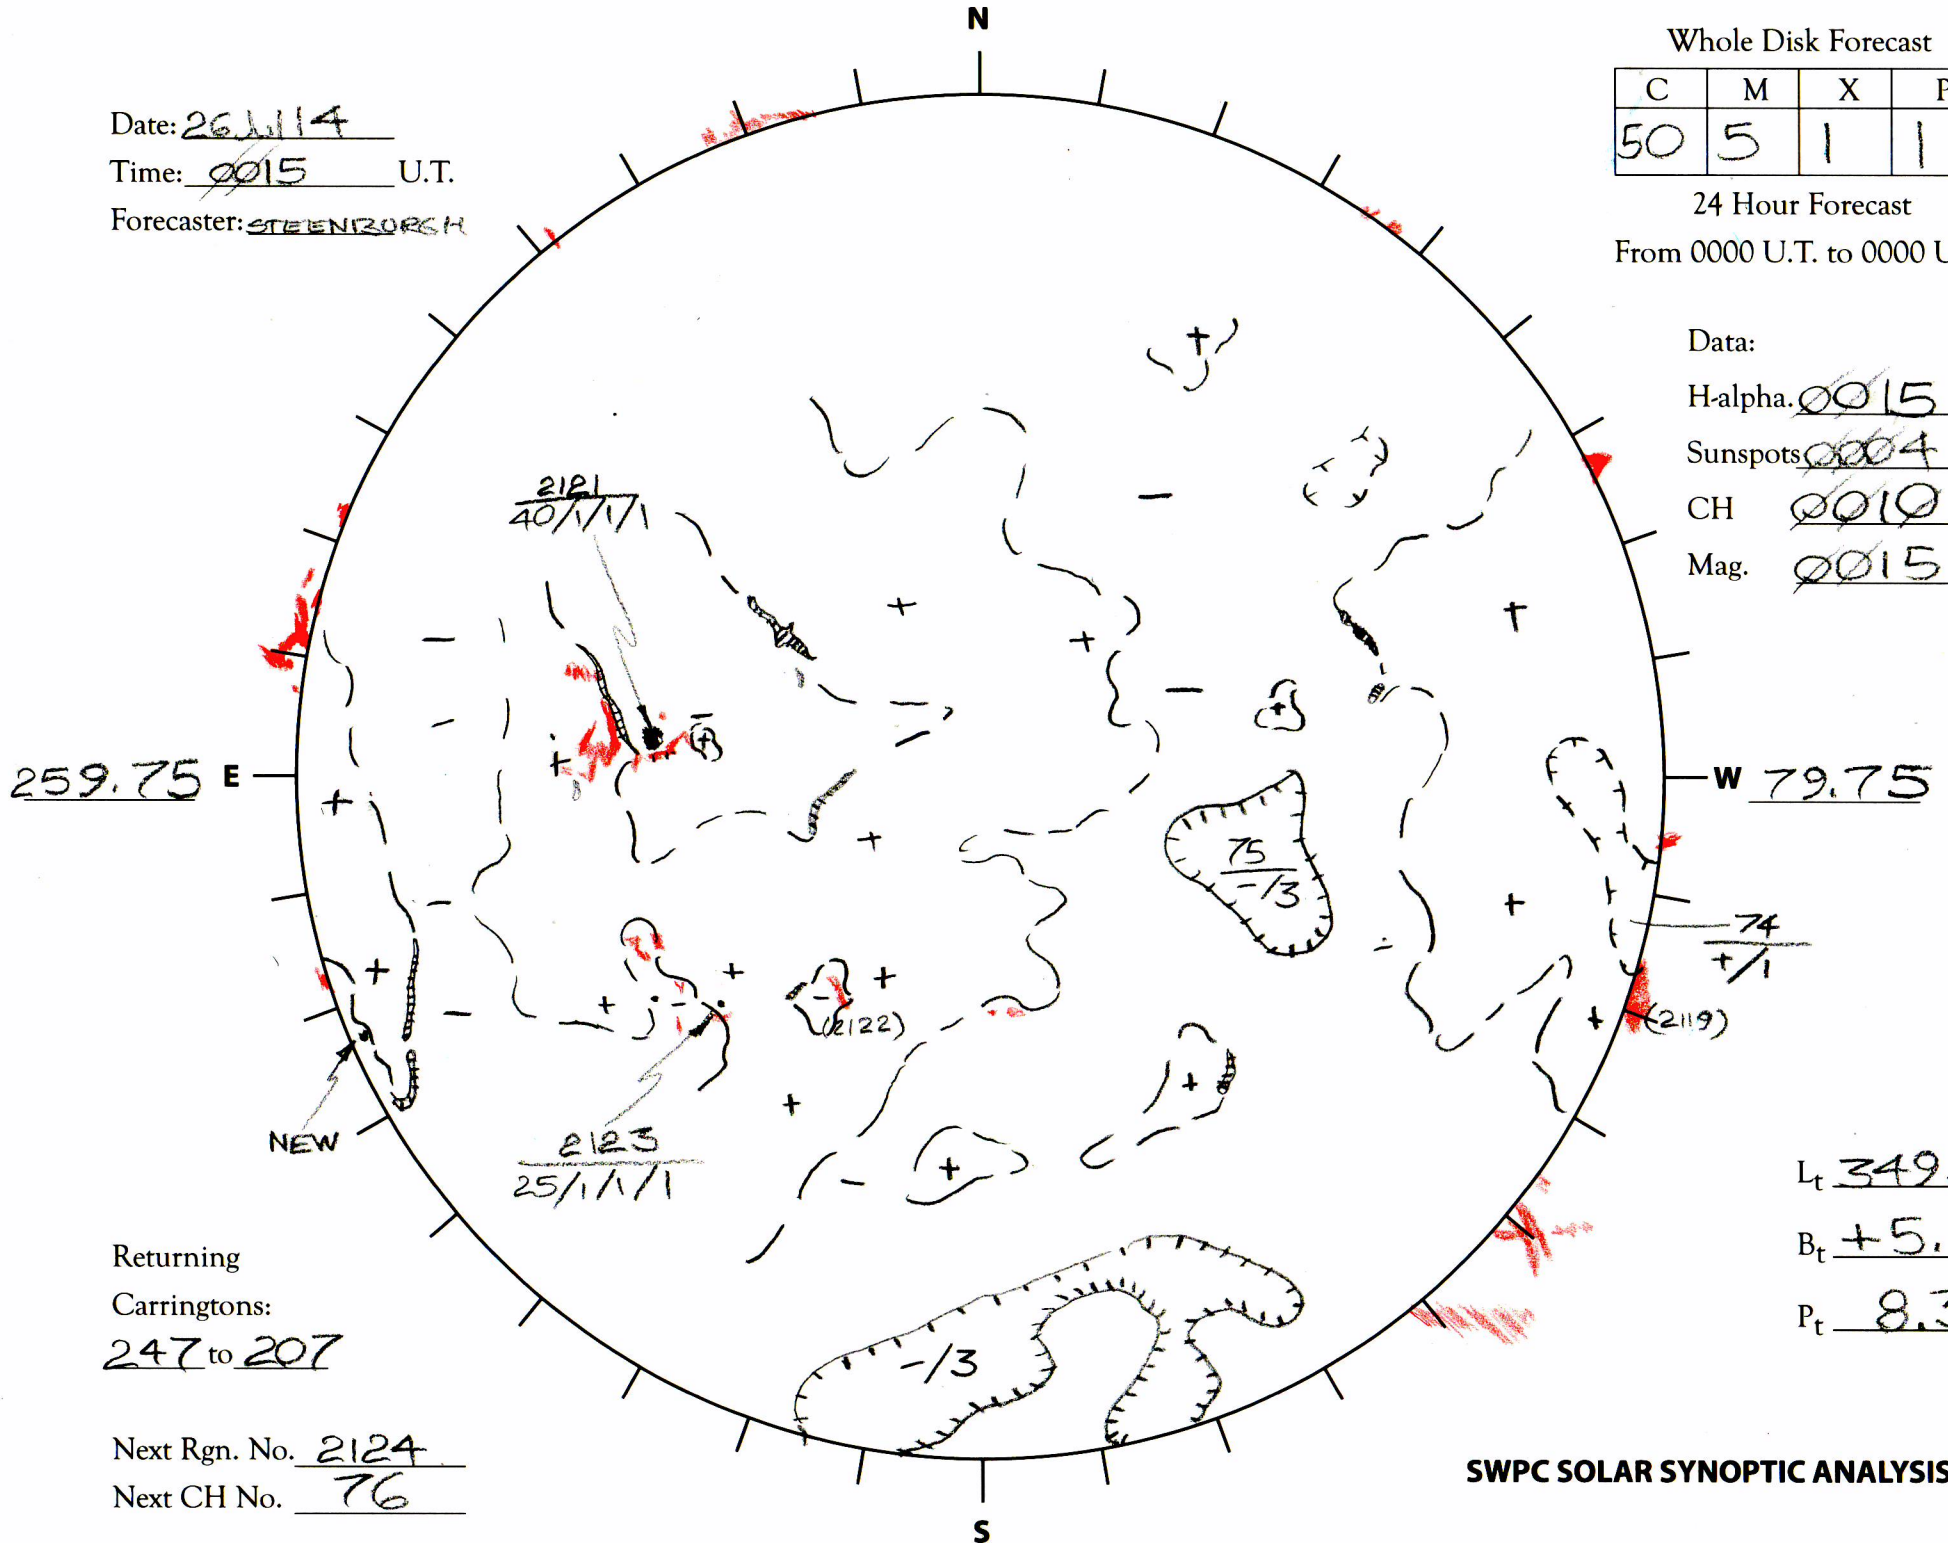 N
Date: 26 JUL 14
Time: 0015 U.T.
Forecaster: STEENBURGH
Whole Disk Forecast
C M X P
50 5 1 1
24 Hour Forecast
From 0000 U.T. to 0000 U
Data:
H-alpha. 0015
Sunspots 0004
CH 0010
Mag. 0015
2121
40/1/1/1
259.75 E
W 79.75
75
-/3
74
+/1
(2119)
(2122)
NEW
2123
25/1/1/1
Lt 349.
Bt +5.
Pt 8.3
Returning
Carringtons:
247 to 207
-/3
Next Rgn. No. 2124
Next CH No. 76
SWPC SOLAR SYNOPTIC ANALYSIS
S